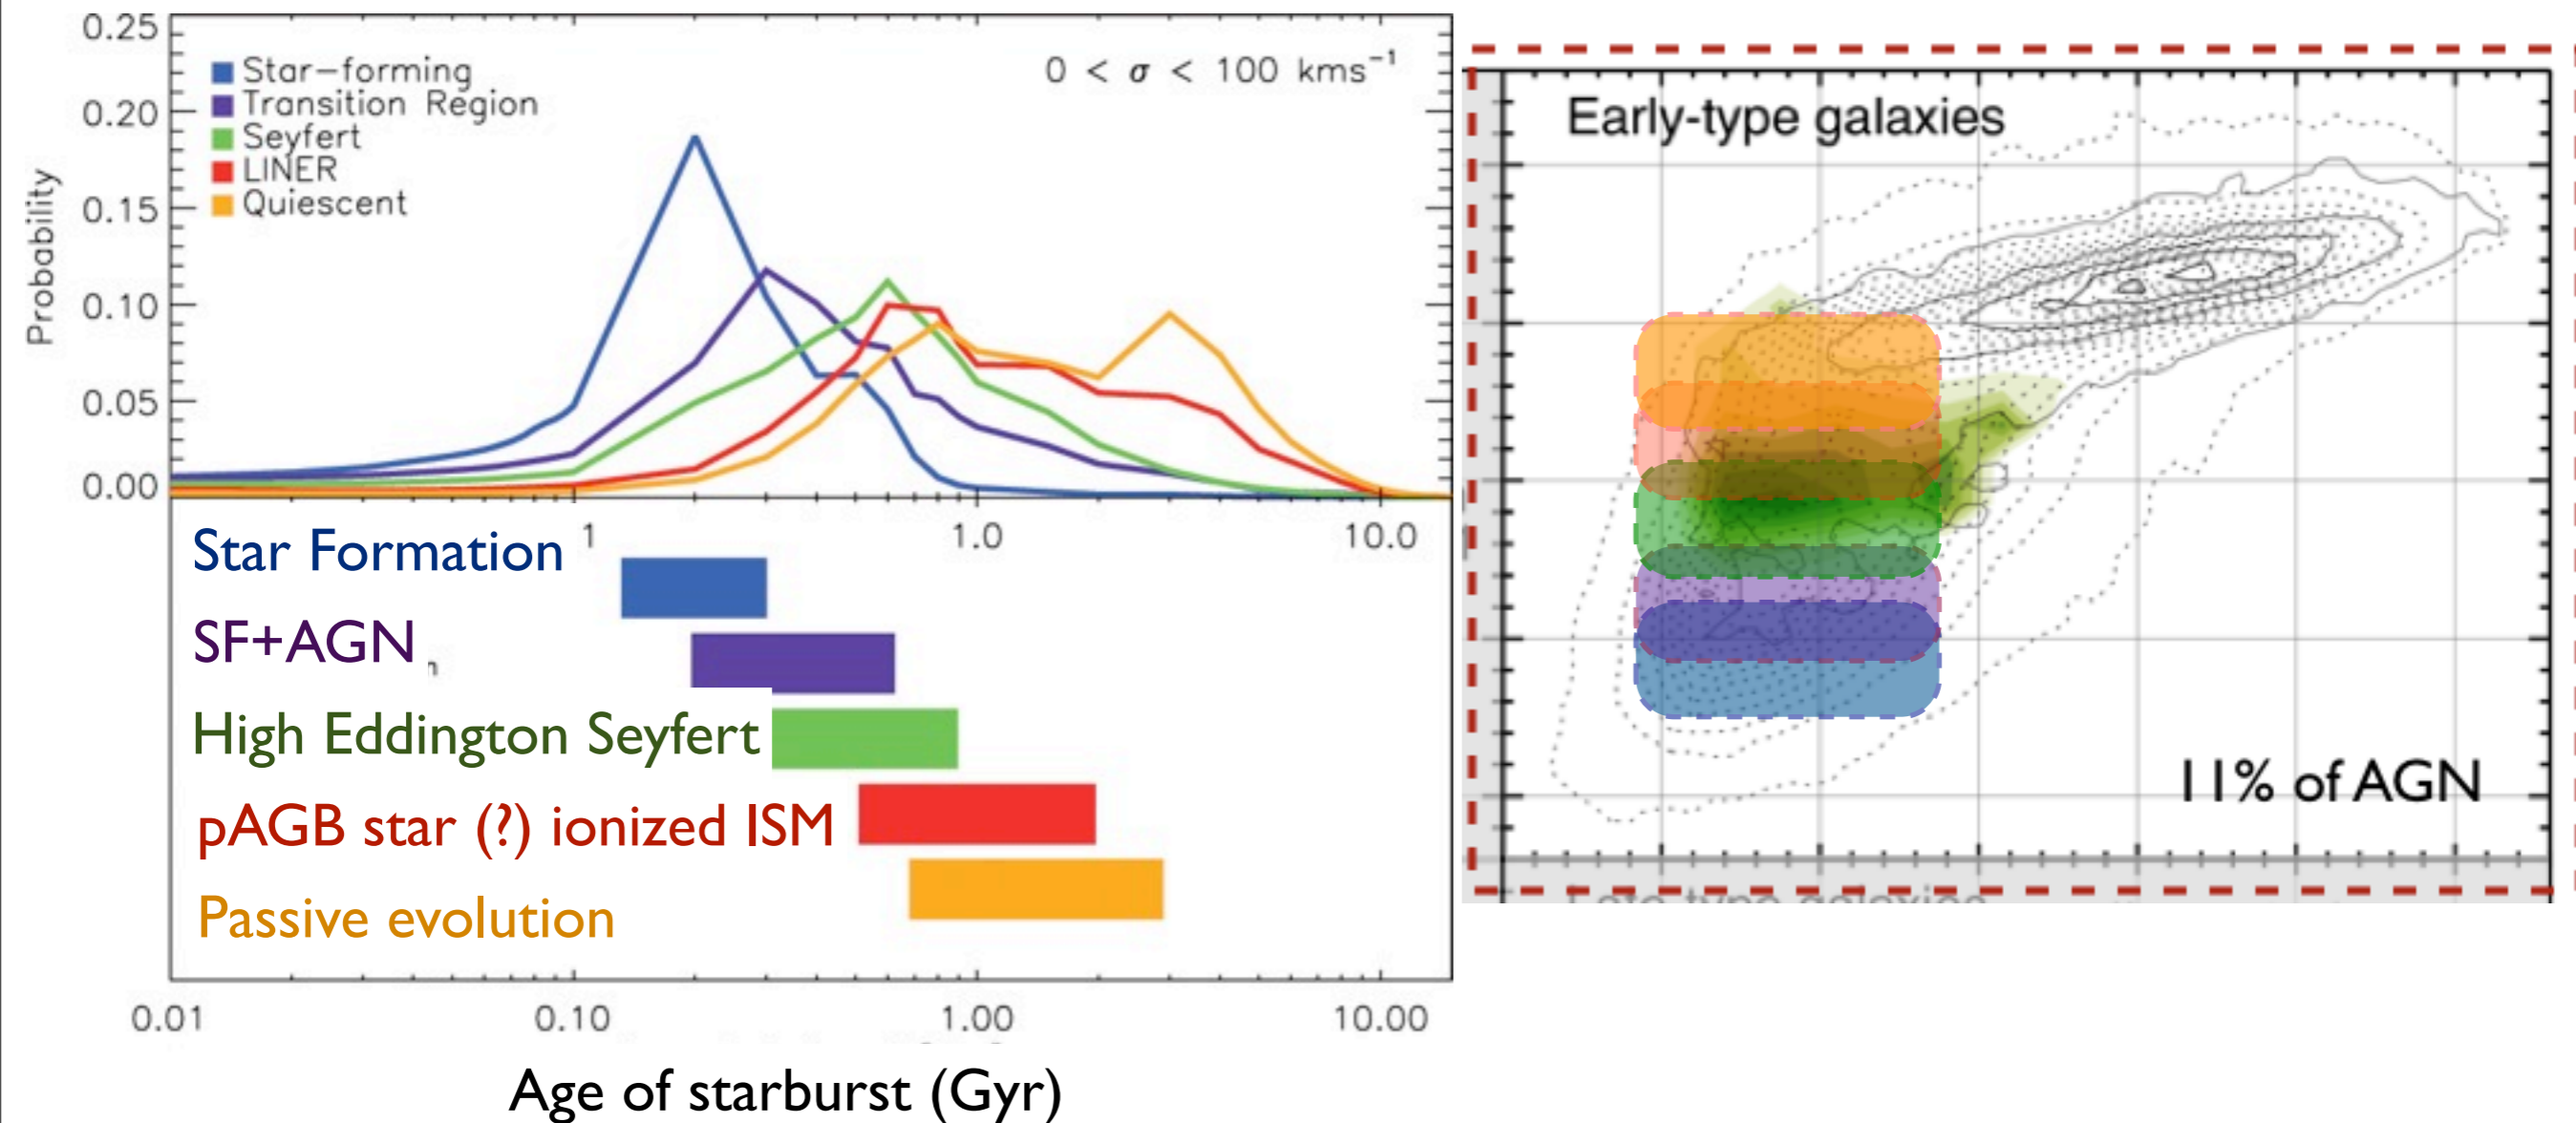 0.25
0.20
0.15
0.10
0.05
0.00
Probability
Star-forming
Transition Region
Seyfert
LINER
Quiescent
0 < σ < 100 kms⁻¹
1
1.0
10.0
Star Formation
SF+AGN
n
High Eddington Seyfert
pAGB star (?) ionized ISM
Passive evolution
0.01
0.10
1.00
10.00
Age of starburst (Gyr)
Early-type galaxies
11% of AGN